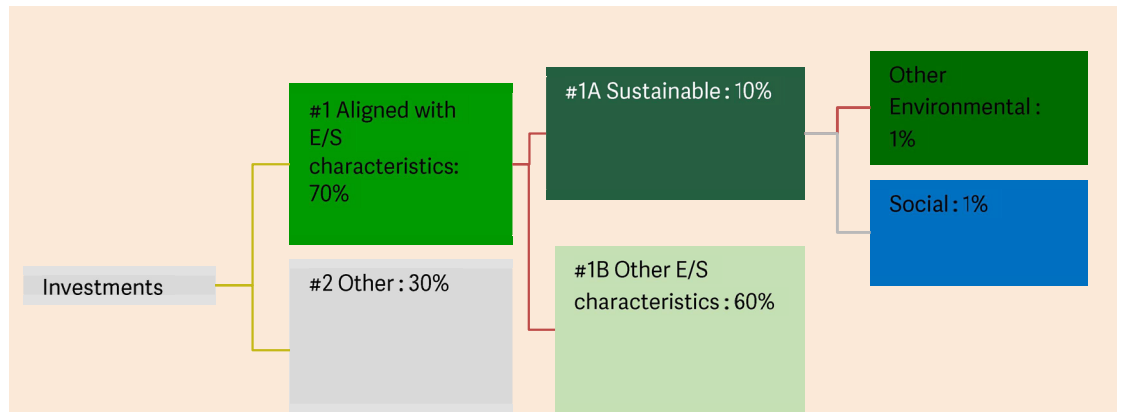 Investments
#1 Aligned with
E/S
characteristics:
70%
#2 Other : 30%
#1A Sustainable : 10%
#1B Other E/S
characteristics : 60%
Other
Environmental :
1%
Social : 1%